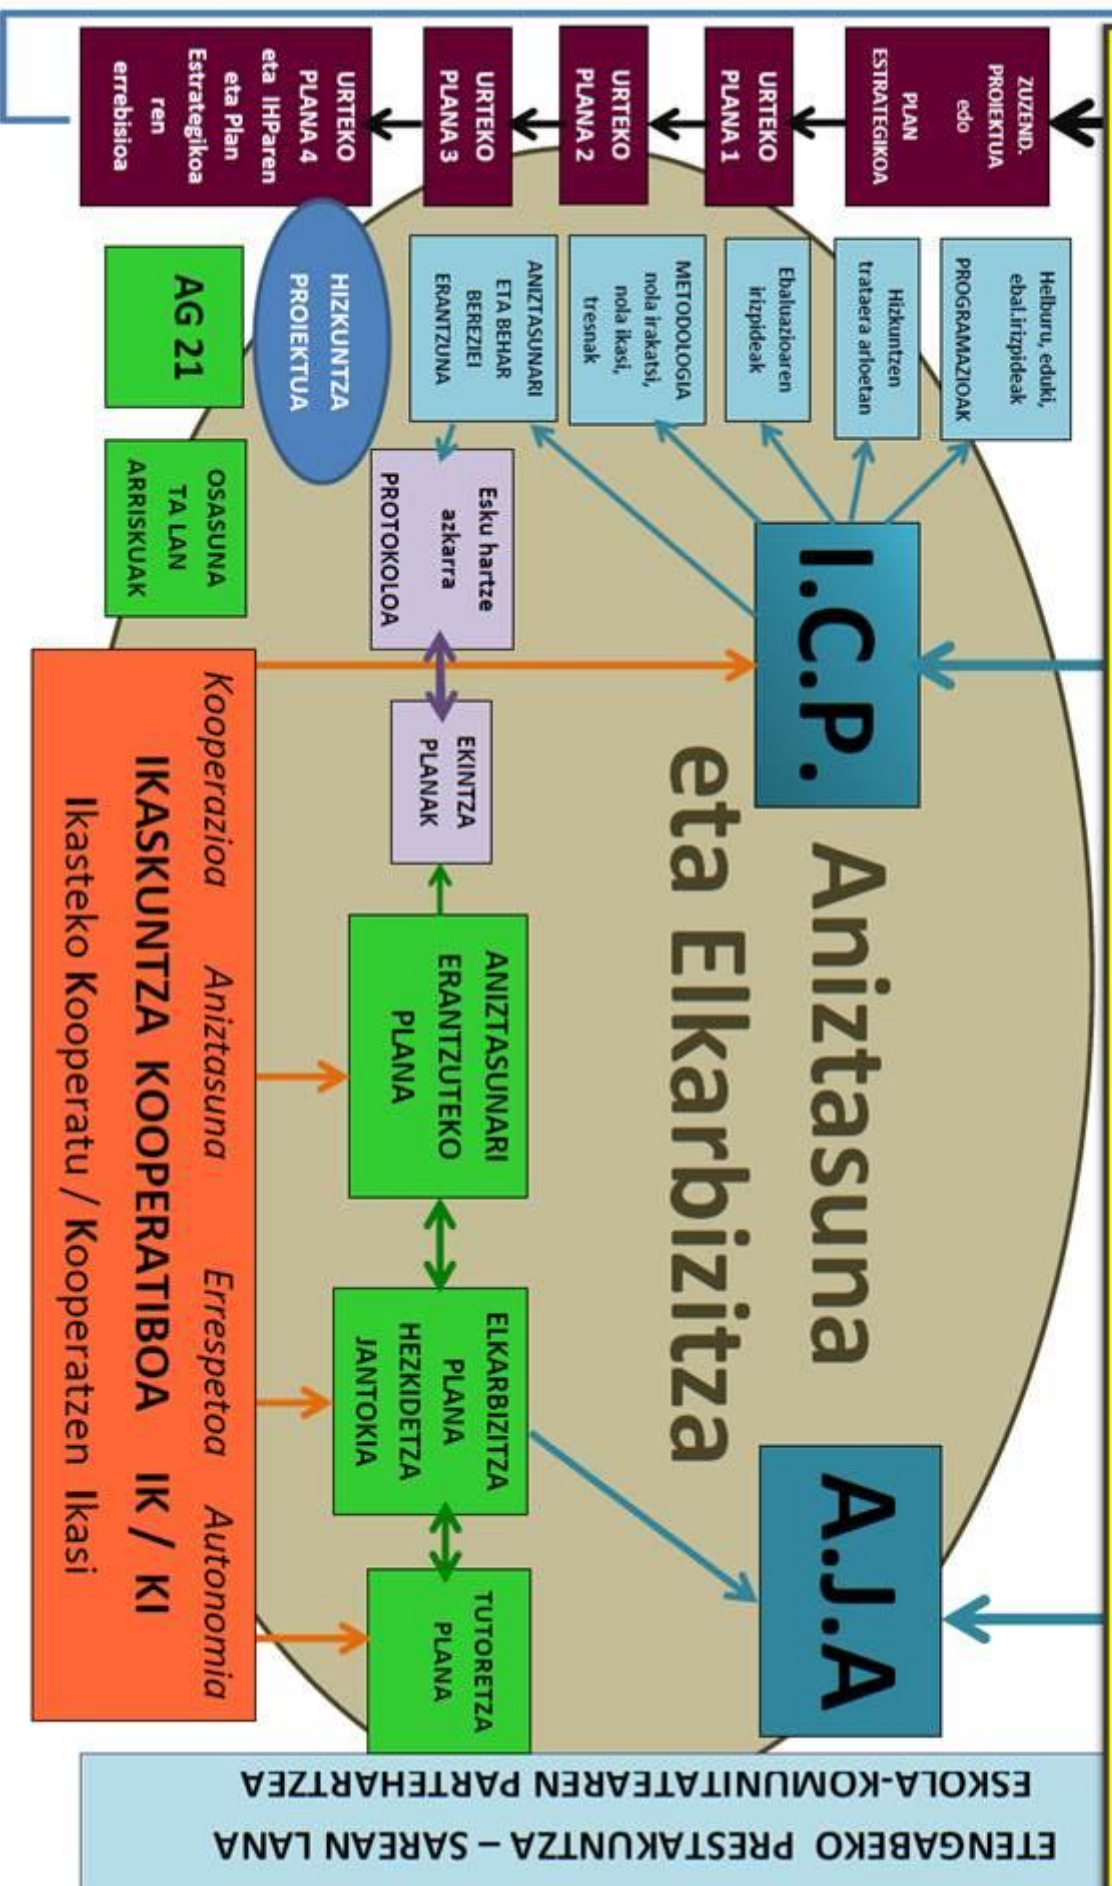 ZUZEND.
PROIEKTUA
edo
PLAN
ESTRATEGIKOA
URTEKO
PLANA 1
URTEKO
PLANA 2
URTEKO
PLANA 3
URTEKO
PLANA 4
eta IHParen
eta Plan
Estrategikoa
ren
errebisioa
Helburu, eduki,
ebal.irizpideak
PROGRAMAZIOAK
Hizkuntzen
trataera arloetan
Ebaluazioaren
irizpideak
METODOLOGIA
nola irakatsi,
nola ikasi,
tresnak
ANIZTASUNARI
ETA BEHAR
BEREZIEI
ERANTZUNA
HIZKUNTZA
PROIEKTUA
AG 21
I.C.P.
Aniztasuna
eta Elkarbizitza
A.J.A
Esku hartze
azkarra
PROTOKOLOA
EKINTZA
PLANAK
ANIZTASUNARI
ERANTZUTEKO
PLANA
ELKARBIZITZA
PLANA
HEZKIDETZA
JANTOKIA
TUTORETZA
PLANA
OSASUNA
TA LAN
ARRISKUAK
Kooperazioa Aniztasuna Errespetoa Autonomia
IKASKUNTZA KOOPERATIBOA IK / KI
Ikasteko Kooperatu / Kooperatzen Ikasi
ETENGABEKO PRESTAKUNTZA – SAREAN LANA
ESKOLA-KOMUNITATEAREN PARTEHARTZEA